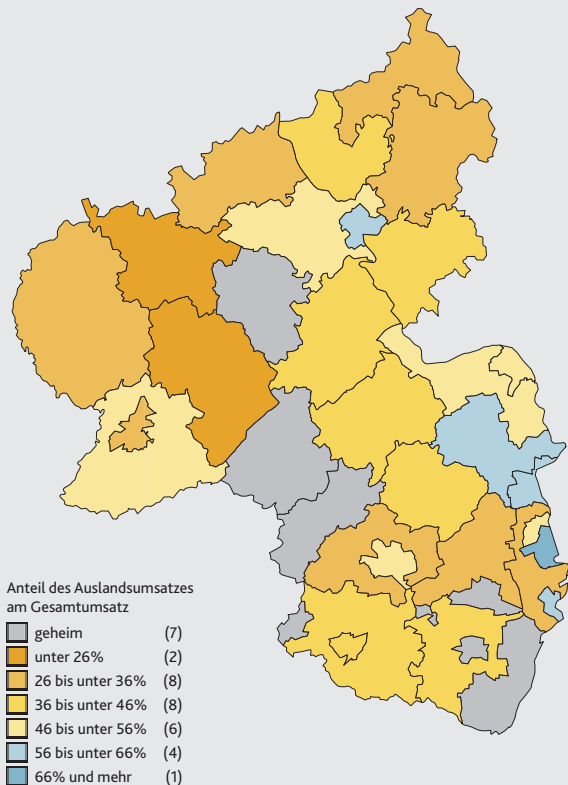 Anteil des Auslandsumsatzes
am Gesamtumsatz
geheim (7)
unter 26% (2)
26 bis unter 36% (8)
36 bis unter 46% (8)
46 bis unter 56% (6)
56 bis unter 66% (4)
66% und mehr (1)